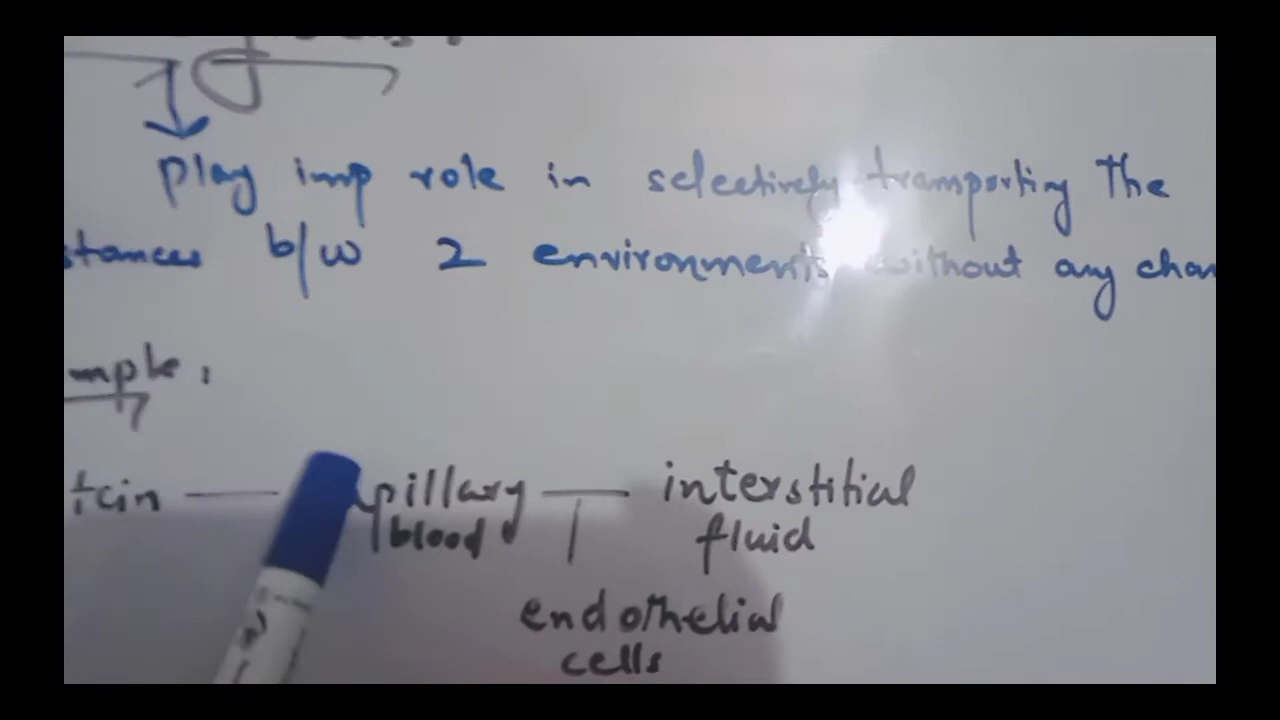 Play imp role in selectively transporting The
stances b/w 2 environments without any chan
mple.
tein — pillary — interstitial
blood fluid
endothelial
cells